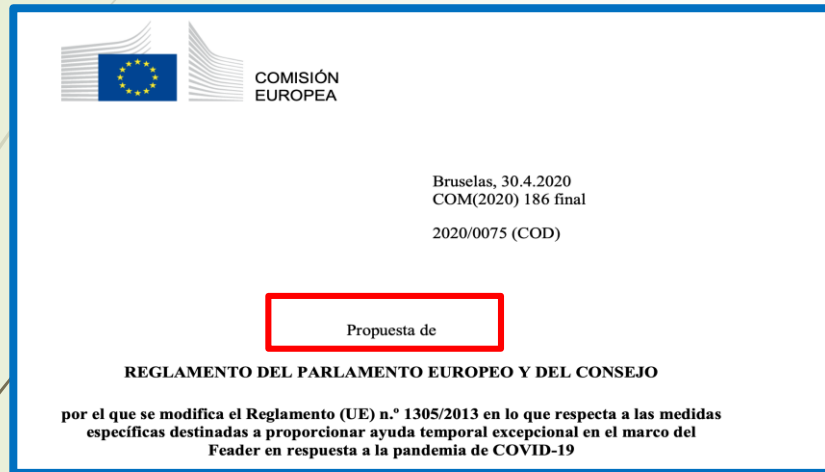 COMISIÓN
EUROPEA
Bruselas, 30.4.2020
COM(2020) 186 final
2020/0075 (COD)
Propuesta de
REGLAMENTO DEL PARLAMENTO EUROPEO Y DEL CONSEJO
por el que se modifica el Reglamento (UE) n.º 1305/2013 en lo que respecta a las medidas
específicas destinadas a proporcionar ayuda temporal excepcional en el marco del
Feader en respuesta a la pandemia de COVID-19